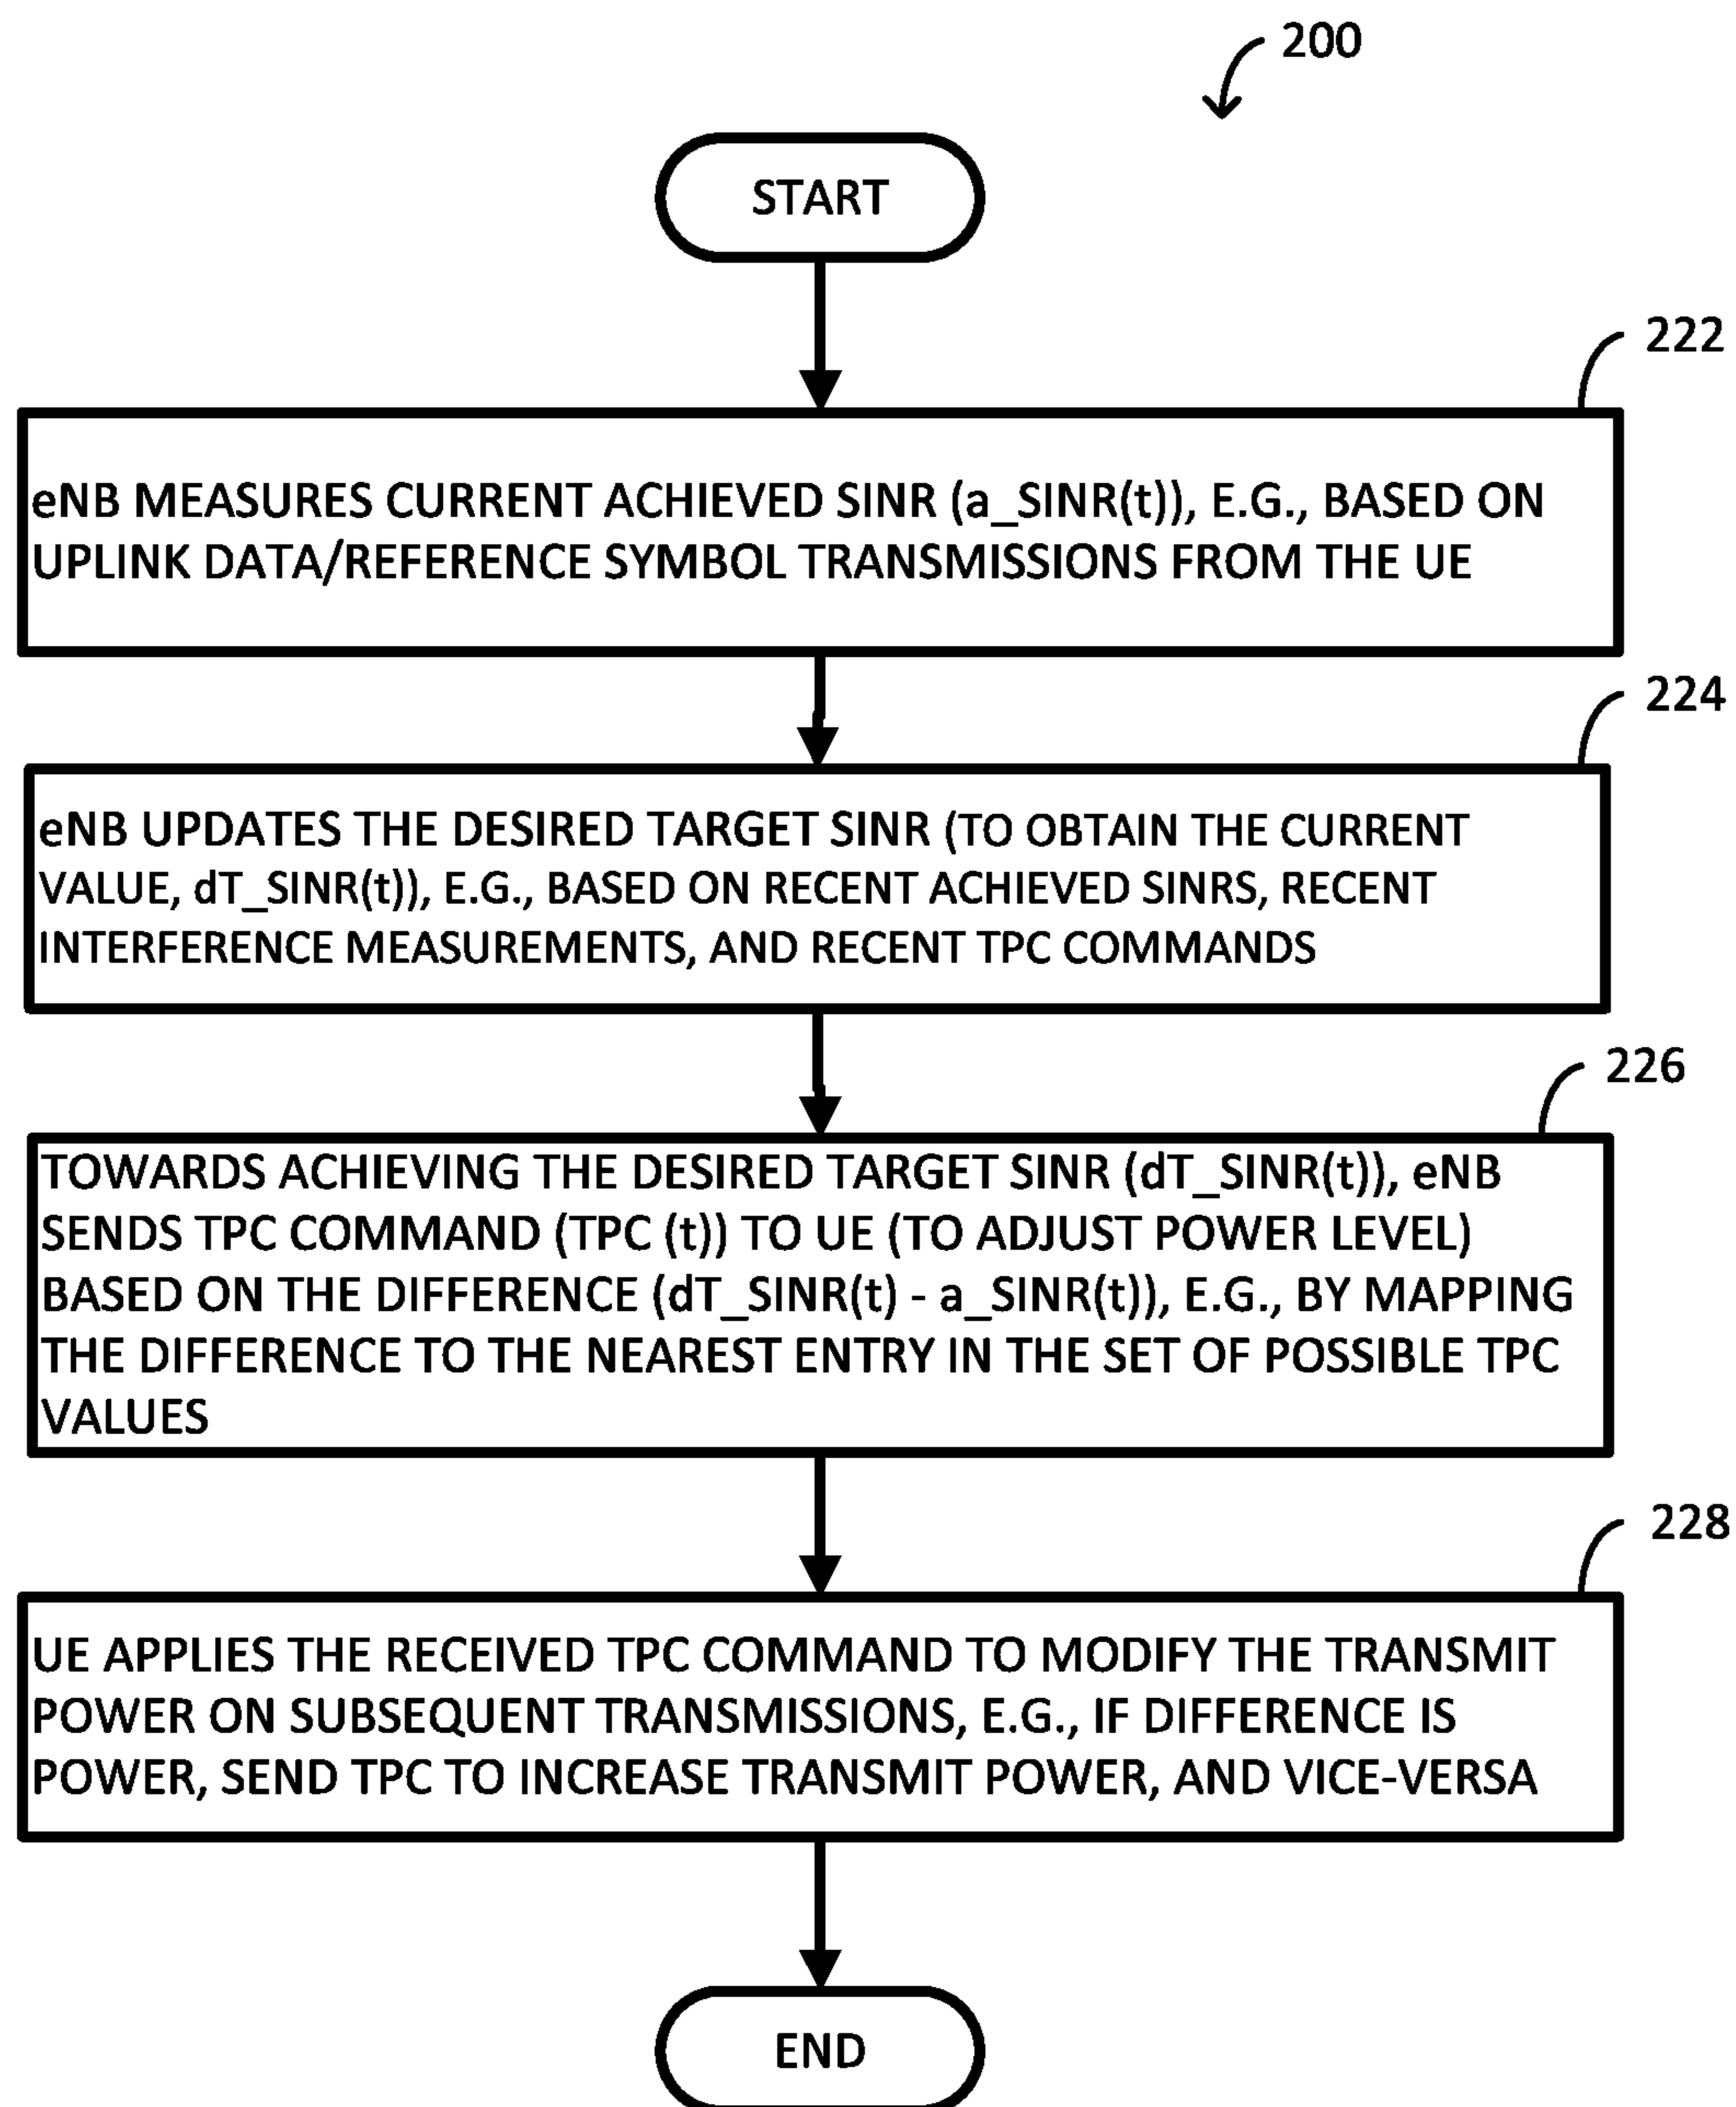 200
START
222
eNB MEASURES CURRENT ACHIEVED SINR (a_SINR(t)), E.G., BASED ON
UPLINK DATA/REFERENCE SYMBOL TRANSMISSIONS FROM THE UE
224
eNB UPDATES THE DESIRED TARGET SINR (TO OBTAIN THE CURRENT
VALUE, dT_SINR(t)), E.G., BASED ON RECENT ACHIEVED SINRS, RECENT
INTERFERENCE MEASUREMENTS, AND RECENT TPC COMMANDS
226
TOWARDS ACHIEVING THE DESIRED TARGET SINR (dT_SINR(t)), eNB
SENDS TPC COMMAND (TPC (t)) TO UE (TO ADJUST POWER LEVEL)
BASED ON THE DIFFERENCE (dT_SINR(t) - a_SINR(t)), E.G., BY MAPPING
THE DIFFERENCE TO THE NEAREST ENTRY IN THE SET OF POSSIBLE TPC
VALUES
228
UE APPLIES THE RECEIVED TPC COMMAND TO MODIFY THE TRANSMIT
POWER ON SUBSEQUENT TRANSMISSIONS, E.G., IF DIFFERENCE IS
POWER, SEND TPC TO INCREASE TRANSMIT POWER, AND VICE-VERSA
END